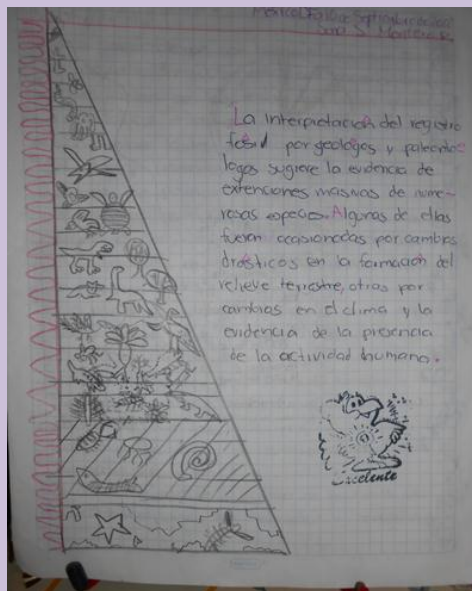 La interpretación del registro
fósil por geólogos y paleonto-
logos sugiere la evidencia de
extenciones masivas de nume-
rosas especies. Algunas de ellas
fueron ocasionadas por cambios
drásticos en la formación del
relieve terrestre, otras por
cambios en el clima y la
evidencia de la presencia
de la actividad humana.
Excelente